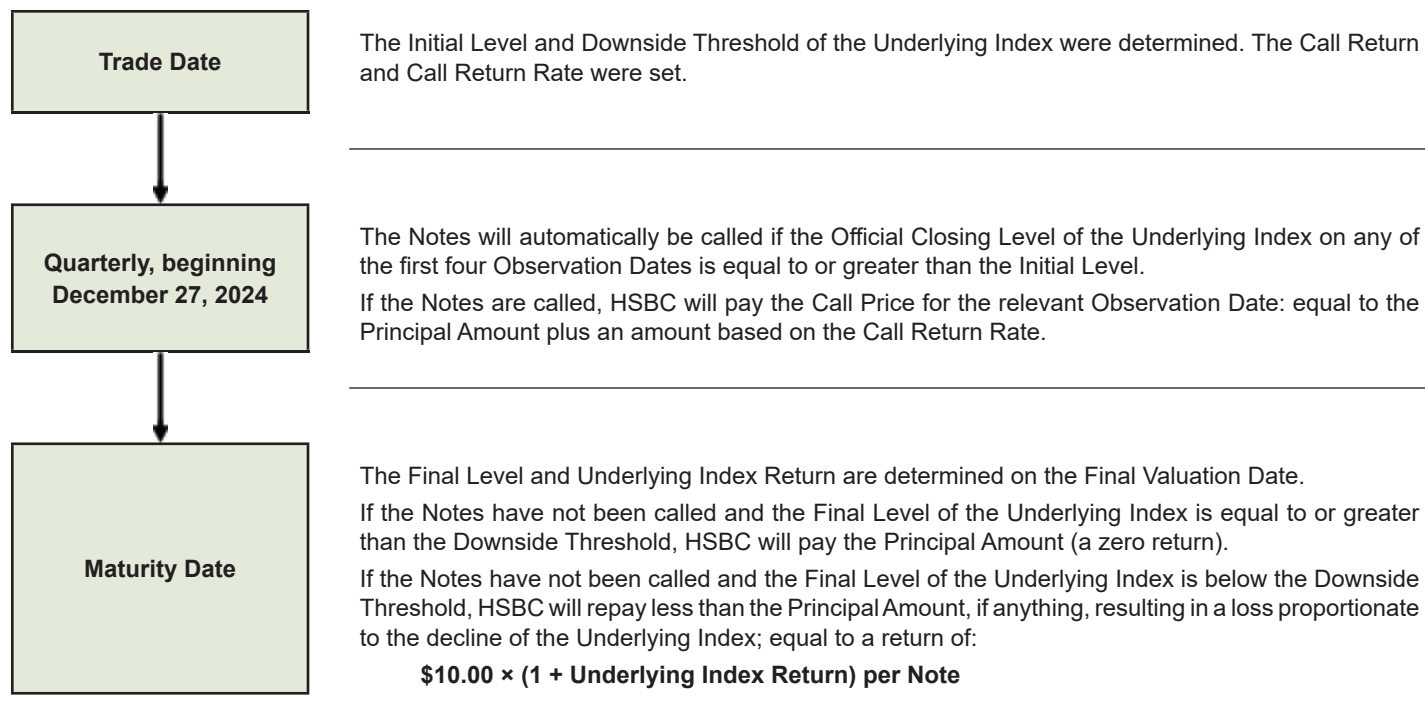 Trade Date
The Initial Level and Downside Threshold of the Underlying Index were determined. The Call Return
and Call Return Rate were set.
Quarterly, beginning
December 27, 2024
The Notes will automatically be called if the Official Closing Level of the Underlying Index on any of
the first four Observation Dates is equal to or greater than the Initial Level.
If the Notes are called, HSBC will pay the Call Price for the relevant Observation Date: equal to the
Principal Amount plus an amount based on the Call Return Rate.
Maturity Date
The Final Level and Underlying Index Return are determined on the Final Valuation Date.
If the Notes have not been called and the Final Level of the Underlying Index is equal to or greater
than the Downside Threshold, HSBC will pay the Principal Amount (a zero return).
If the Notes have not been called and the Final Level of the Underlying Index is below the Downside
Threshold, HSBC will repay less than the Principal Amount, if anything, resulting in a loss proportionate
to the decline of the Underlying Index; equal to a return of:
$10.00 × (1 + Underlying Index Return) per Note